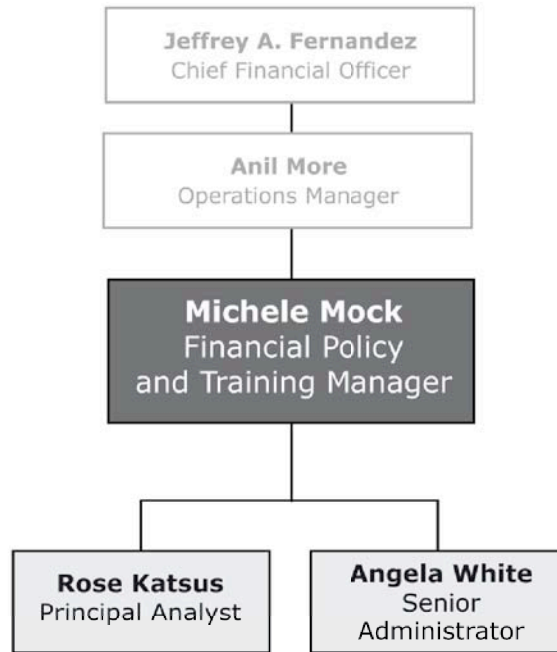 Jeffrey A. Fernandez
Chief Financial Officer
Anil More
Operations Manager
Michele Mock
Financial Policy
and Training Manager
Rose Katsus
Principal Analyst
Angela White
Senior
Administrator